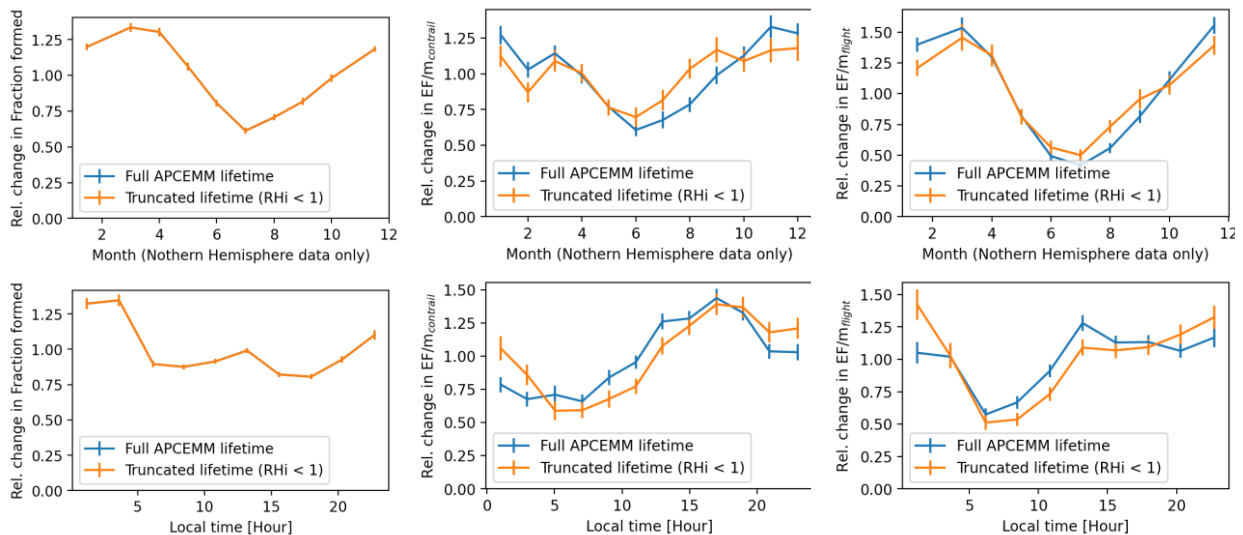 Rel. change in Fraction formed
1.25
1.00
0.75
0.50
0.25
0.00
Full APCEMM lifetime
Truncated lifetime (RHi < 1)
2 4 6 8 10 12
Month (Nothern Hemisphere data only)
Rel. change in EF/m_contrail
1.25
1.00
0.75
0.50
0.25
0.00
Full APCEMM lifetime
Truncated lifetime (RHi < 1)
2 4 6 8 10 12
Month (Nothern Hemisphere data only)
Rel. change in EF/m_flight
1.50
1.25
1.00
0.75
0.50
0.25
0.00
Full APCEMM lifetime
Truncated lifetime (RHi < 1)
2 4 6 8 10 12
Month (Nothern Hemisphere data only)
Rel. change in Fraction formed
1.25
1.00
0.75
0.50
0.25
0.00
Full APCEMM lifetime
Truncated lifetime (RHi < 1)
5 10 15 20
Local time [Hour]
Rel. change in EF/m_contrail
1.50
1.25
1.00
0.75
0.50
0.25
0.00
Full APCEMM lifetime
Truncated lifetime (RHi < 1)
0 5 10 15 20
Local time [Hour]
Rel. change in EF/m_flight
1.50
1.25
1.00
0.75
0.50
0.25
0.00
Full APCEMM lifetime
Truncated lifetime (RHi < 1)
5 10 15 20
Local time [Hour]